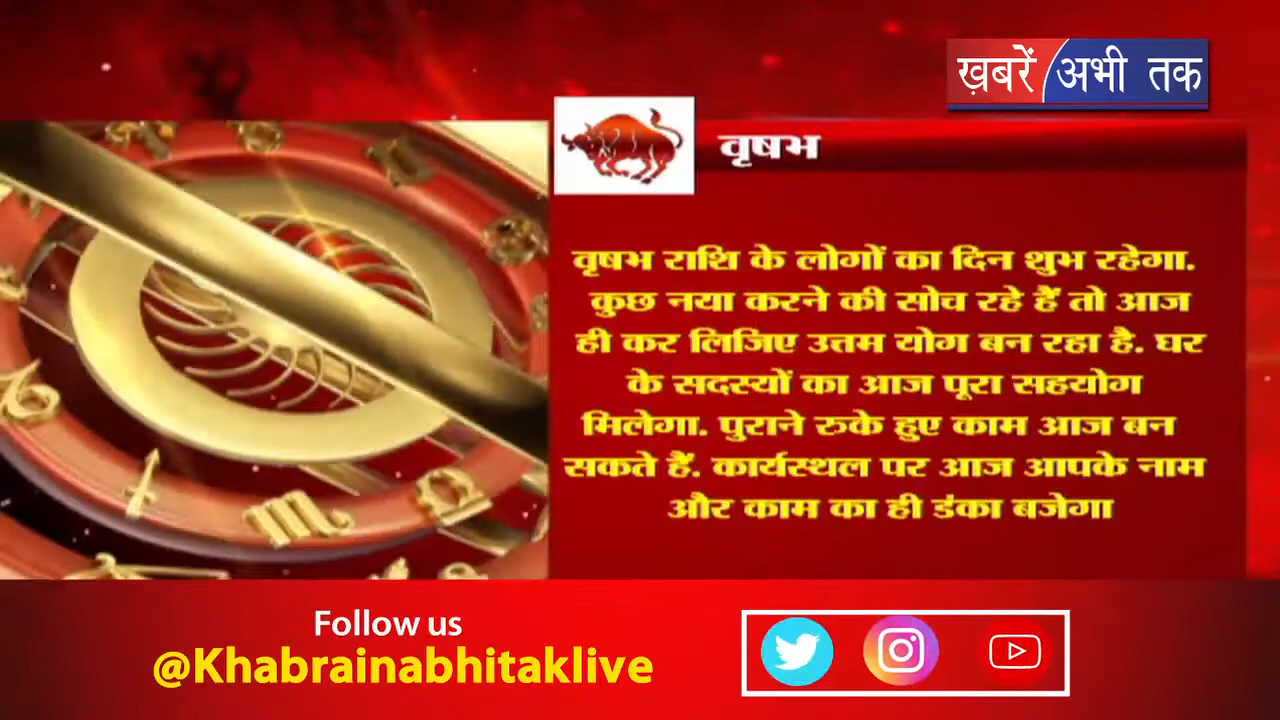 ख़बरें अभी तक
वृषभ
वृषभ राशि के लोगों का दिन शुभ रहेगा.
कुछ नया करने की सोच रहे हैं तो आज
ही कर लिजिए उत्तम योग बन रहा है. घर
के सदस्यों का आज पूरा सहयोग
मिलेगा. पुराने रुके हुए काम आज बन
सकते हैं. कार्यस्थल पर आज आपके नाम
और काम का ही डंका बजेगा
Follow us
@Khabrainabhitaklive